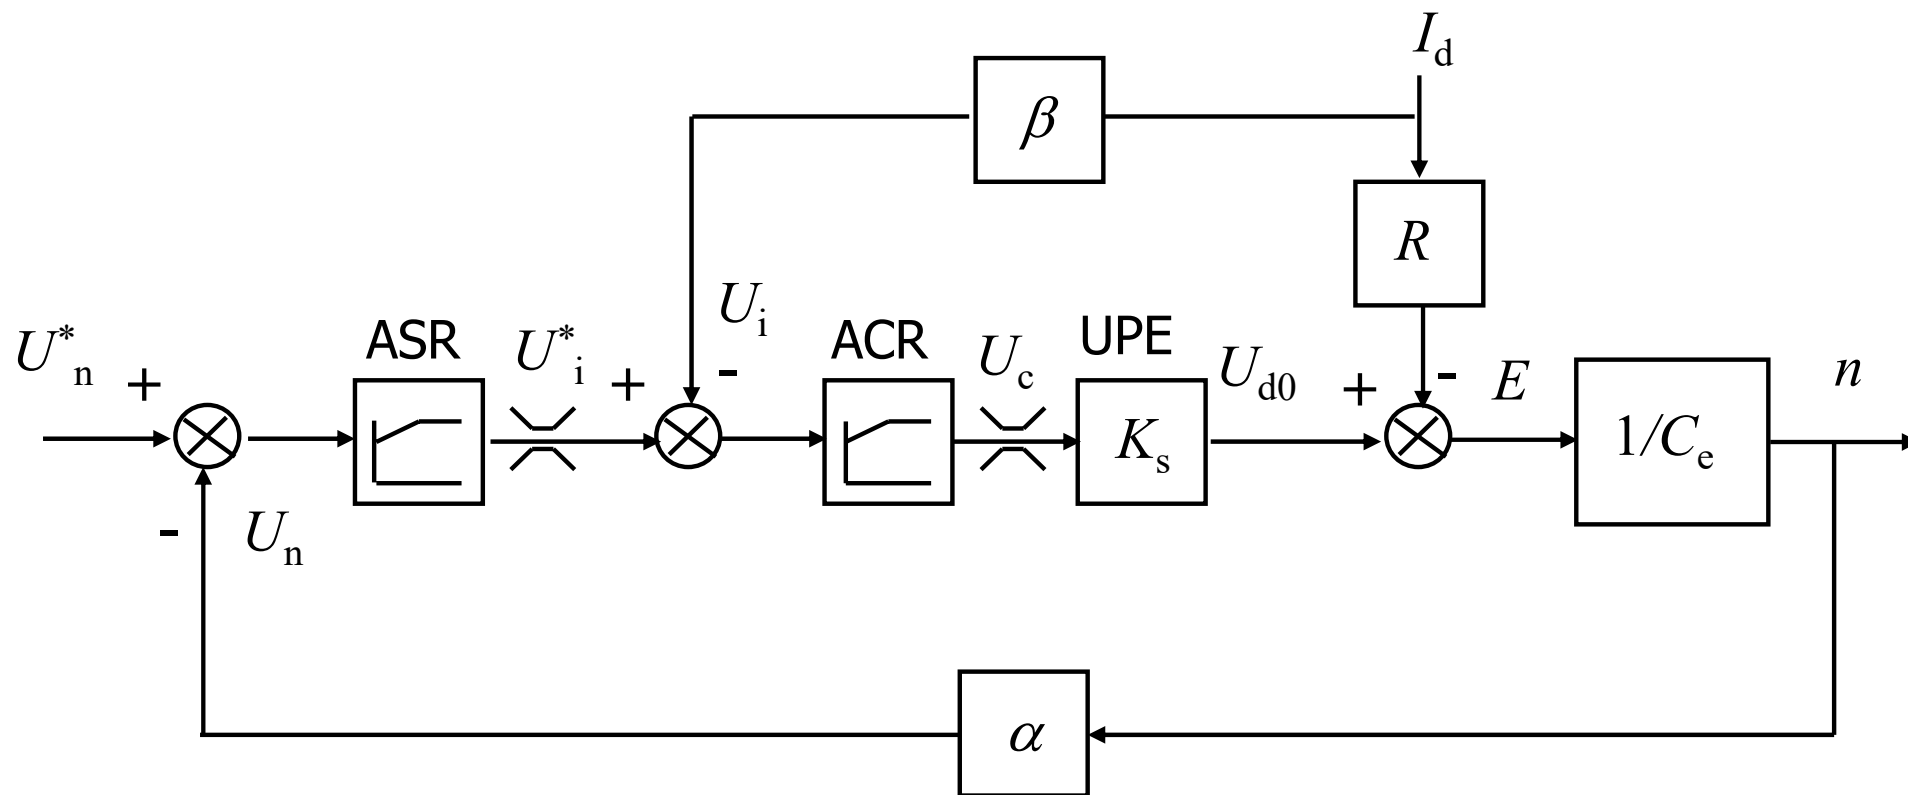 I_d
β
R
U*_n
+
ASR
U*_i
+
U_i
-
ACR
U_c
UPE
K_s
U_d0
+
-
E
1/C_e
n
-
U_n
α